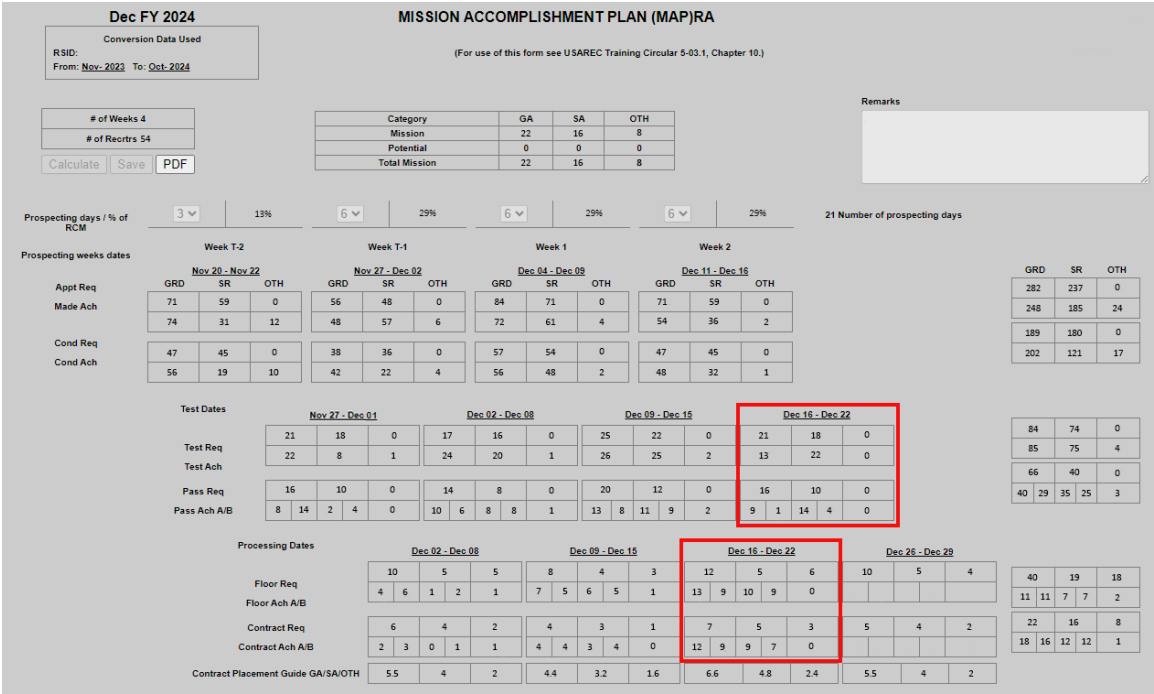 Dec FY 2024 MISSION ACCOMPLISHMENT PLAN (MAP)RA
Conversion Data Used
RSID:
From: Nov- 2023 To: Oct- 2024
(For use of this form see USAREC Training Circular 5-03.1, Chapter 10.)
Remarks
# of Weeks 4
# of Recrtrs 54
Calculate Save PDF
Category GA SA OTH
Mission 22 16 8
Potential 0 0 0
Total Mission 22 16 8
Prospecting days / % of RCM 3 13% 6 29% 6 29% 6 29% 21 Number of prospecting days
Week T-2 Week T-1 Week 1 Week 2
Prospecting weeks dates
Nov 20 - Nov 22 Nov 27 - Dec 02 Dec 04 - Dec 09 Dec 11 - Dec 16
GRD SR OTH GRD SR OTH GRD SR OTH GRD SR OTH GRD SR OTH
Appt Req 71 59 0 56 48 0 84 71 0 71 59 0 282 237 0
Made Ach 74 31 12 48 57 6 72 61 4 54 36 2 248 185 24
Cond Req 47 45 0 38 36 0 57 54 0 47 45 0 189 180 0
Cond Ach 56 19 10 42 22 4 56 48 2 48 32 1 202 121 17
Test Dates Nov 27 - Dec 01 Dec 02 - Dec 08 Dec 09 - Dec 15 Dec 16 - Dec 22
Test Req 21 18 0 17 16 0 25 22 0 21 18 0 84 74 0
Test Ach 22 8 1 24 20 1 26 25 2 13 22 0 85 75 4
Pass Req 16 10 0 14 8 0 20 12 0 16 10 0 66 40 0
Pass Ach A/B 8 14 2 4 0 10 6 8 8 1 13 8 11 9 2 9 1 14 4 0 40 29 35 25 3
Processing Dates Dec 02 - Dec 08 Dec 09 - Dec 15 Dec 16 - Dec 22 Dec 26 - Dec 29
Floor Req 10 5 5 8 4 3 12 5 6 10 5 4 40 19 18
Floor Ach A/B 4 6 1 2 1 7 5 6 5 1 13 9 10 9 0 11 11 7 7 2
Contract Req 6 4 2 4 3 1 7 5 3 5 4 2 22 16 8
Contract Ach A/B 2 3 0 1 1 4 4 3 4 0 12 9 9 7 0 18 16 12 12 1
Contract Placement Guide GA/SA/OTH 5.5 4 2 4.4 3.2 1.6 6.6 4.8 2.4 5.5 4 2